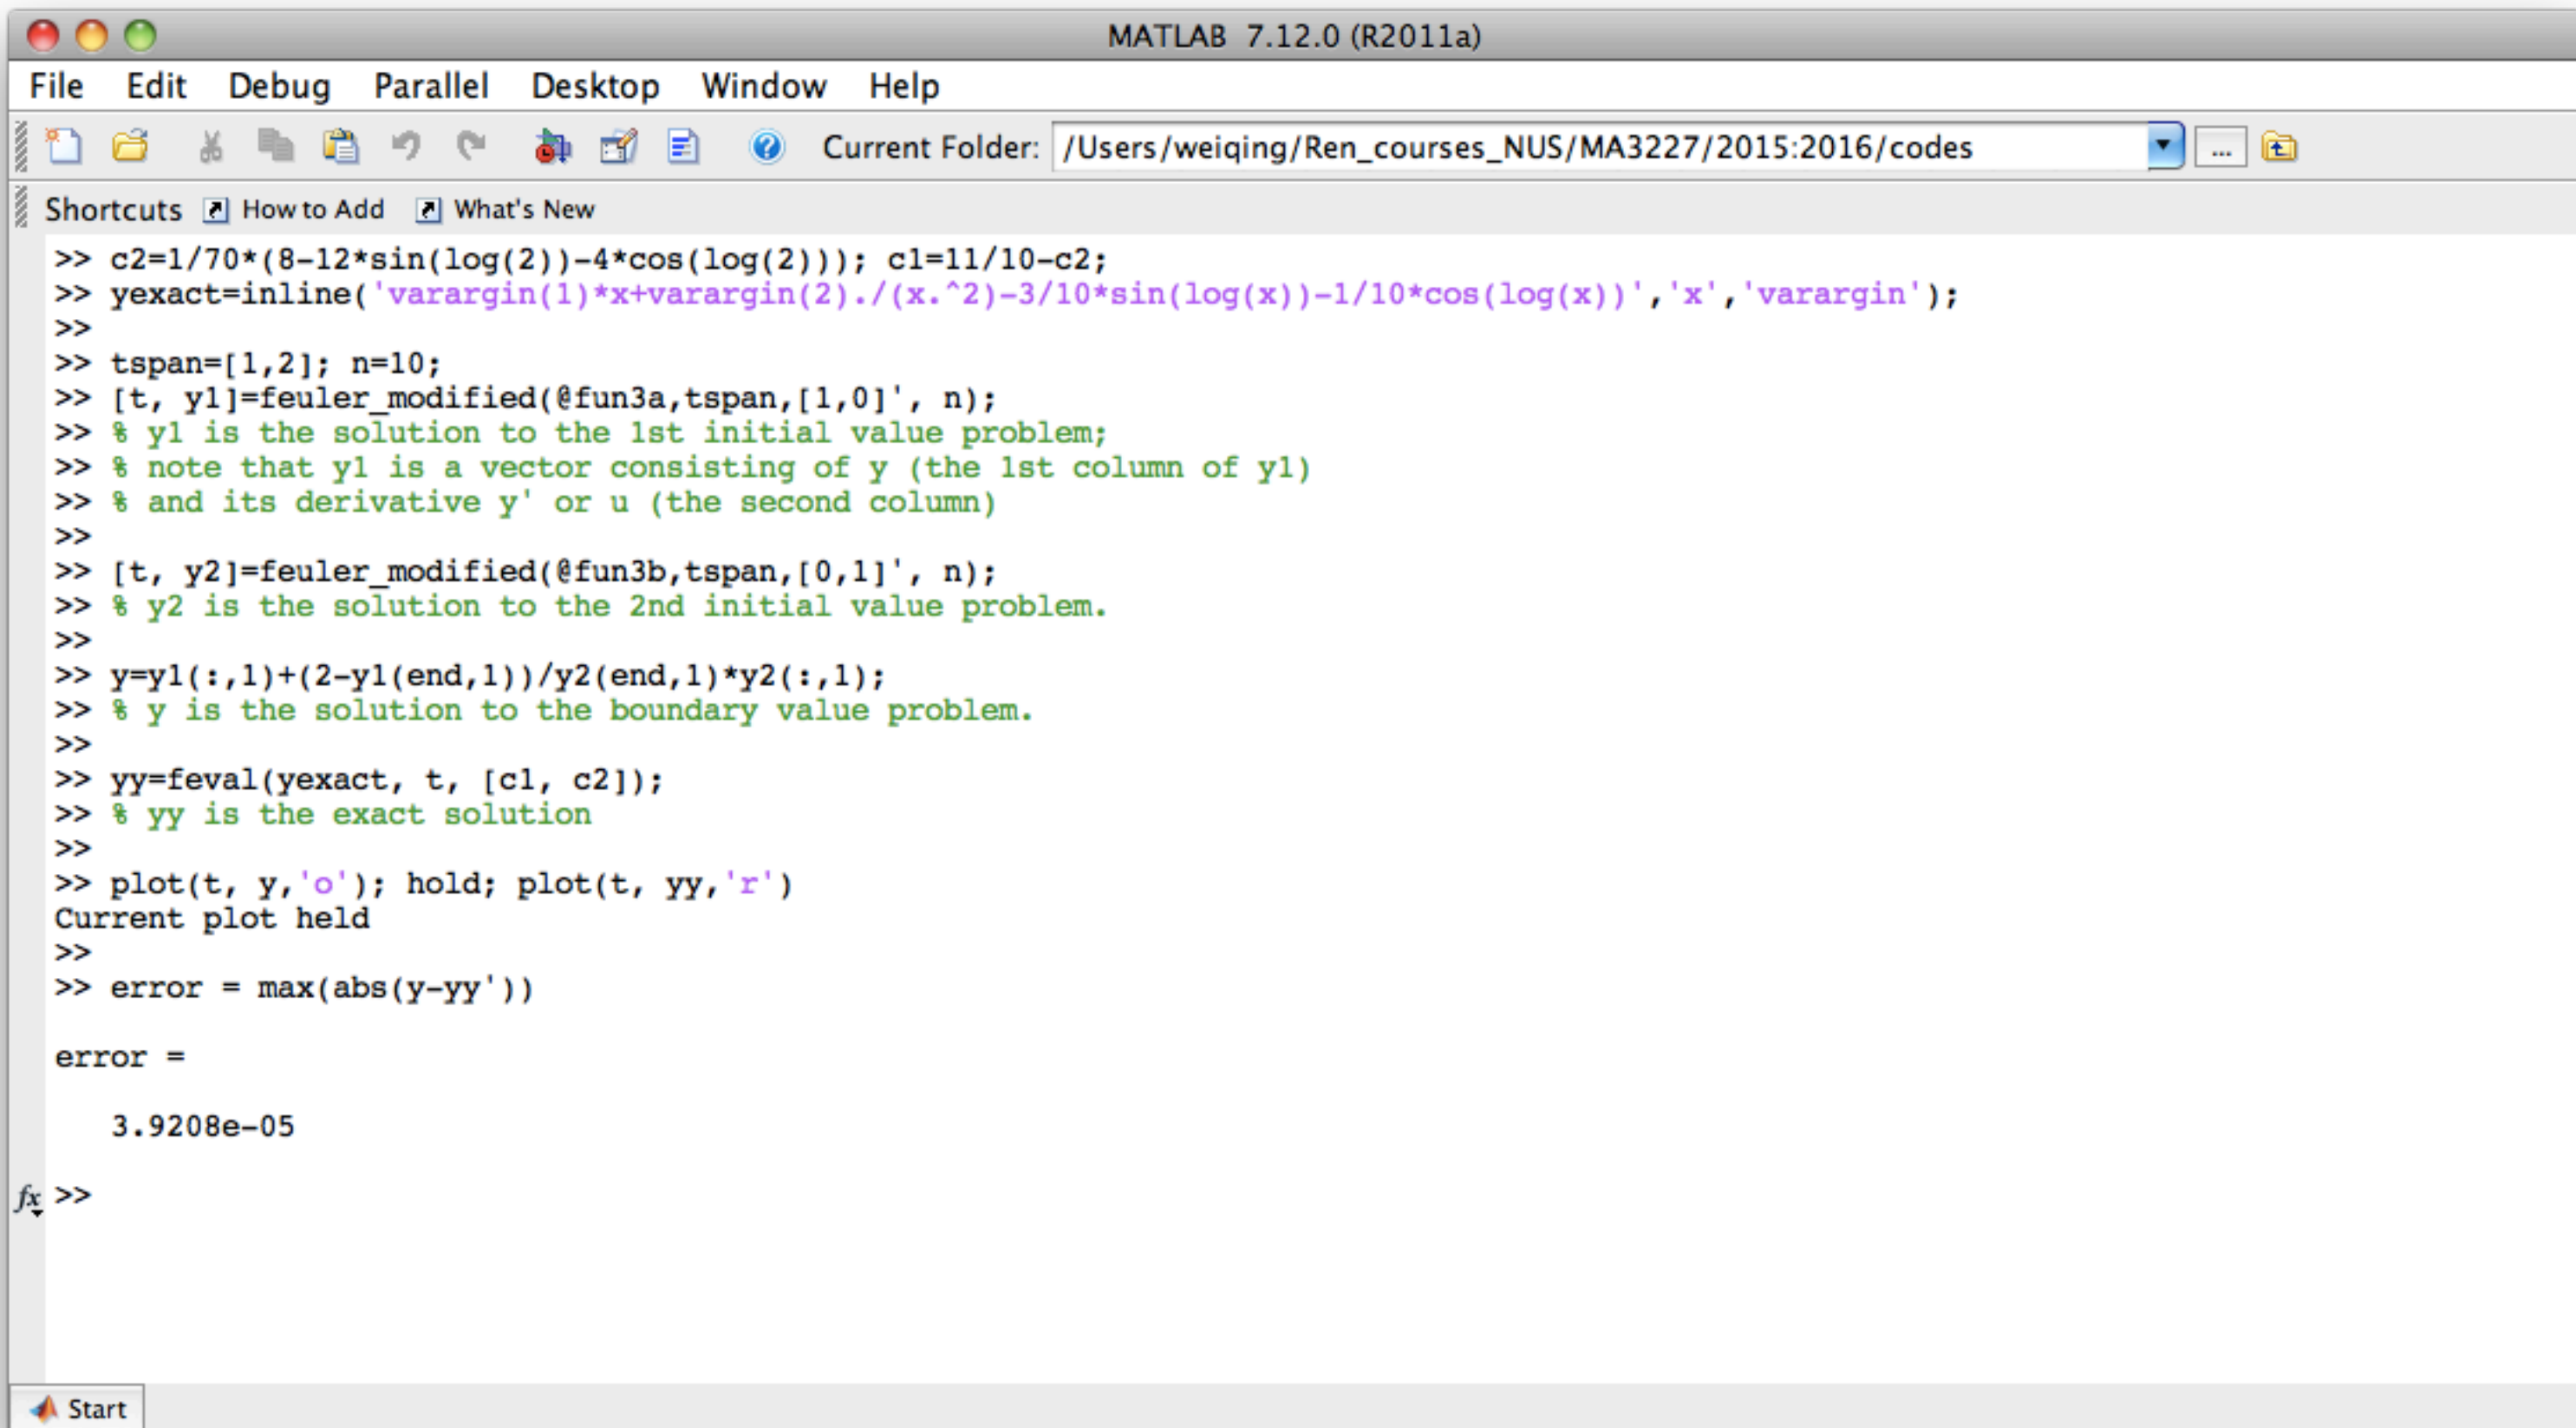 MATLAB 7.12.0 (R2011a)
File Edit Debug Parallel Desktop Window Help
Current Folder: /Users/weiqing/Ren_courses_NUS/MA3227/2015:2016/codes ...
Shortcuts How to Add What's New
>> c2=1/70*(8-12*sin(log(2))-4*cos(log(2))); c1=11/10-c2;
>> yexact=inline('varargin(1)*x+varargin(2)./(x.^2)-3/10*sin(log(x))-1/10*cos(log(x))','x','varargin');
>>
>> tspan=[1,2]; n=10;
>> [t, y1]=feuler_modified(@fun3a,tspan,[1,0]', n);
>> % y1 is the solution to the 1st initial value problem;
>> % note that y1 is a vector consisting of y (the 1st column of y1)
>> % and its derivative y' or u (the second column)
>>
>> [t, y2]=feuler_modified(@fun3b,tspan,[0,1]', n);
>> % y2 is the solution to the 2nd initial value problem.
>>
>> y=y1(:,1)+(2-y1(end,1))/y2(end,1)*y2(:,1);
>> % y is the solution to the boundary value problem.
>>
>> yy=feval(yexact, t, [c1, c2]);
>> % yy is the exact solution
>>
>> plot(t, y,'o'); hold; plot(t, yy,'r')
Current plot held
>>
>> error = max(abs(y-yy'))
error =
3.9208e-05
fx >>
Start